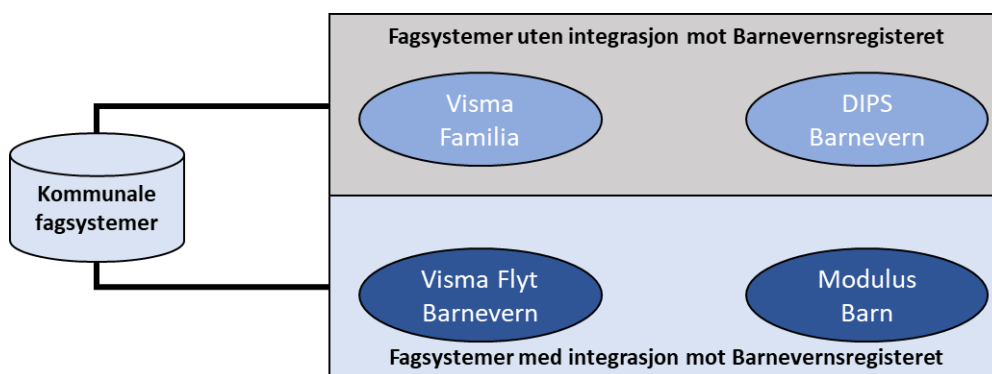 Fagsystemer uten integrasjon mot Barnevernsregisteret
Visma
Familia
DIPS
Barnevern
Kommunale
fagsystemer
Visma Flyt
Barnevern
Modulus
Barn
Fagsystemer med integrasjon mot Barnevernsregisteret